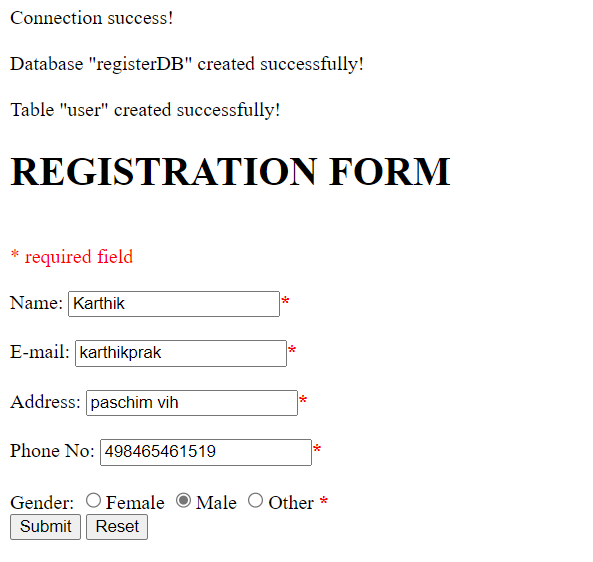 Connection success!
Database "registerDB" created successfully!
Table "user" created successfully!
REGISTRATION FORM
* required field
Name: Karthik*
E-mail: karthikprak*
Address: paschim vih*
Phone No: 498465461519*
Gender: Female Male Other *
Submit Reset